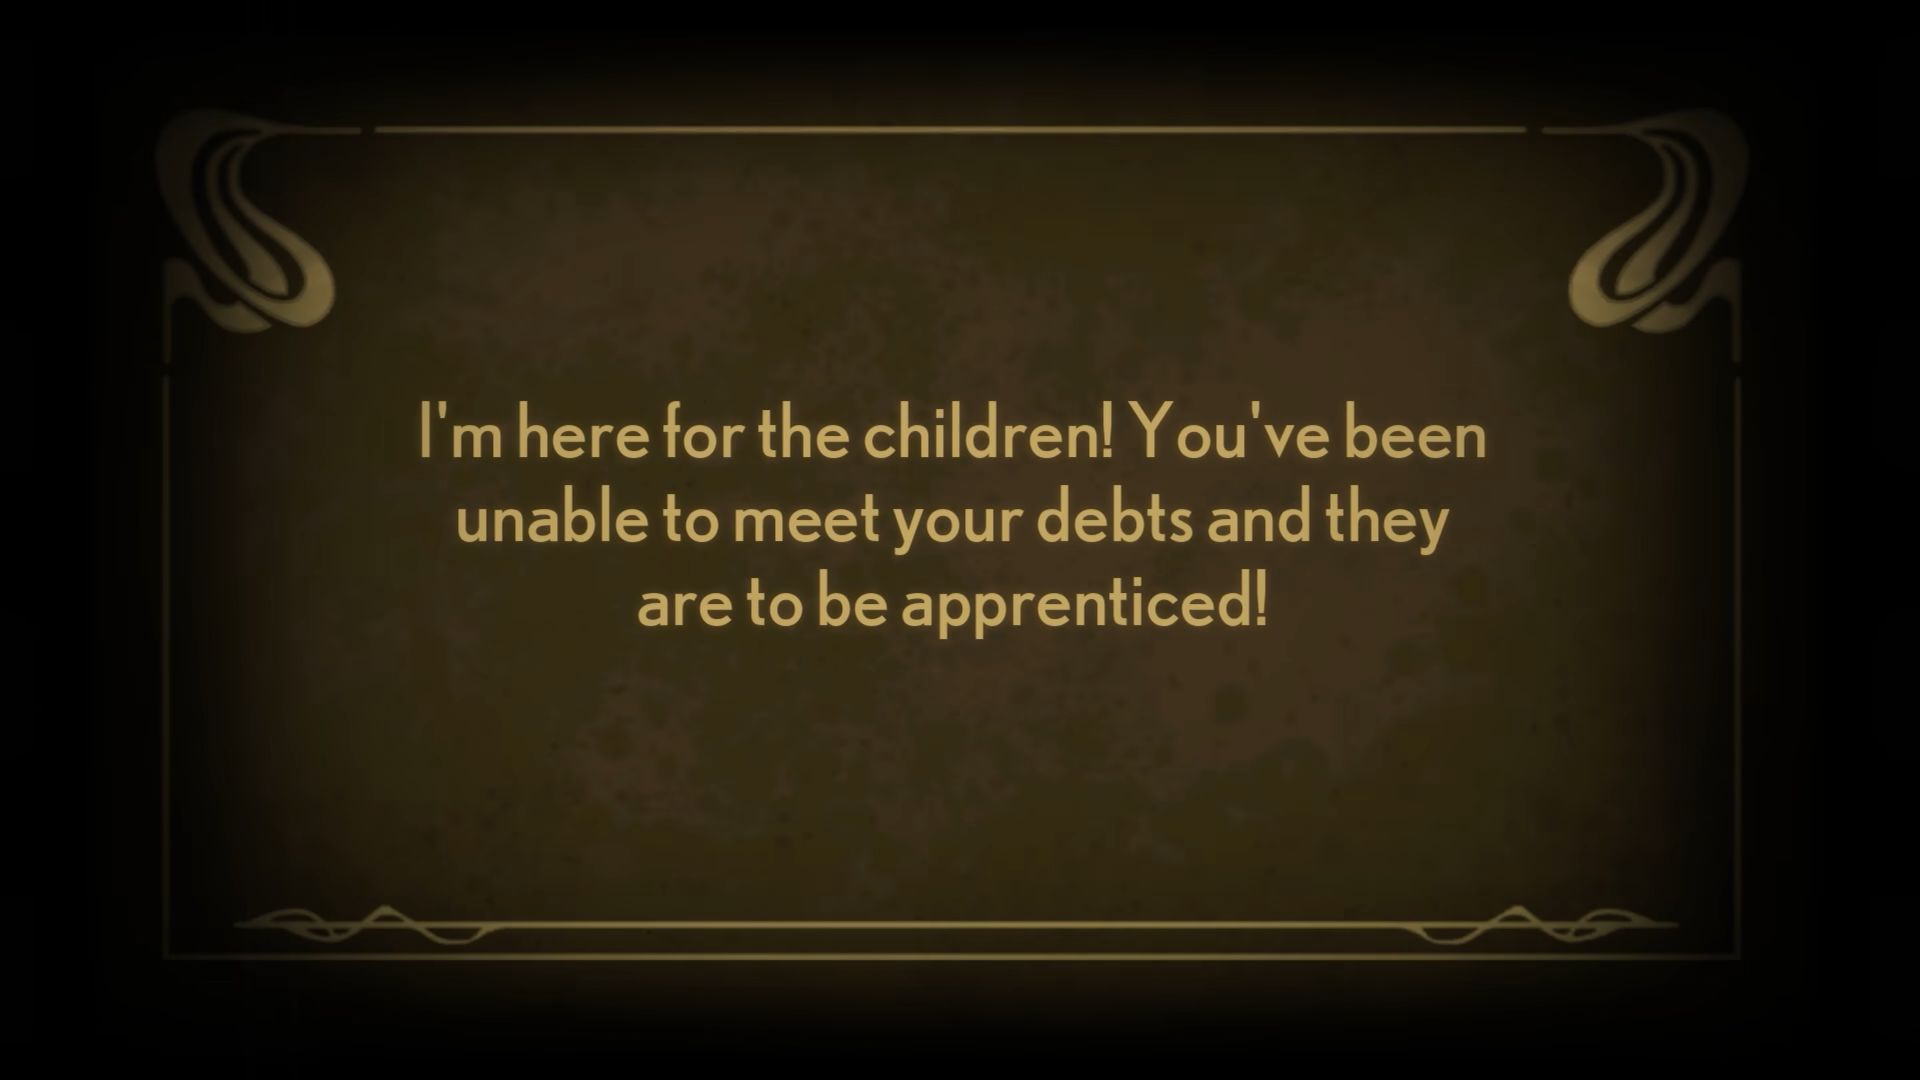 I'm here for the children! You've been
unable to meet your debts and they
are to be apprenticed!